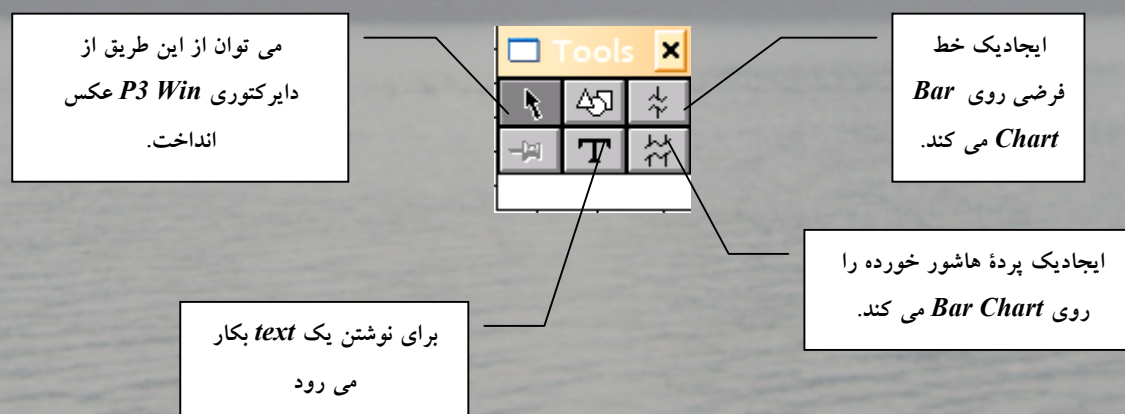 می توان از این طریق از
دایرکتوری P3 Win عکس
انداخت.
Tools
T
ایجادیک خط
فرضی روی Bar
Chart می کند.
ایجادیک پردۀ هاشور خورده را
روی Bar Chart می کند.
برای نوشتن یک text بکار
می رود